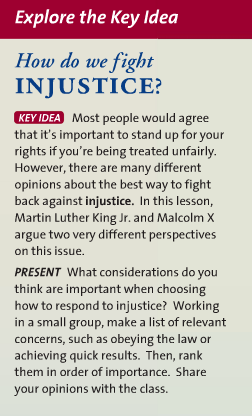 Explore the Key Idea
How do we fight
INJUSTICE?
KEY IDEA Most people would agree
that it's important to stand up for your
rights if you're being treated unfairly.
However, there are many different
opinions about the best way to fight
back against injustice. In this lesson,
Martin Luther King Jr. and Malcolm X
argue two very different perspectives
on this issue.
PRESENT What considerations do you
think are important when choosing
how to respond to injustice? Working
in a small group, make a list of relevant
concerns, such as obeying the law or
achieving quick results. Then, rank
them in order of importance. Share
your opinions with the class.